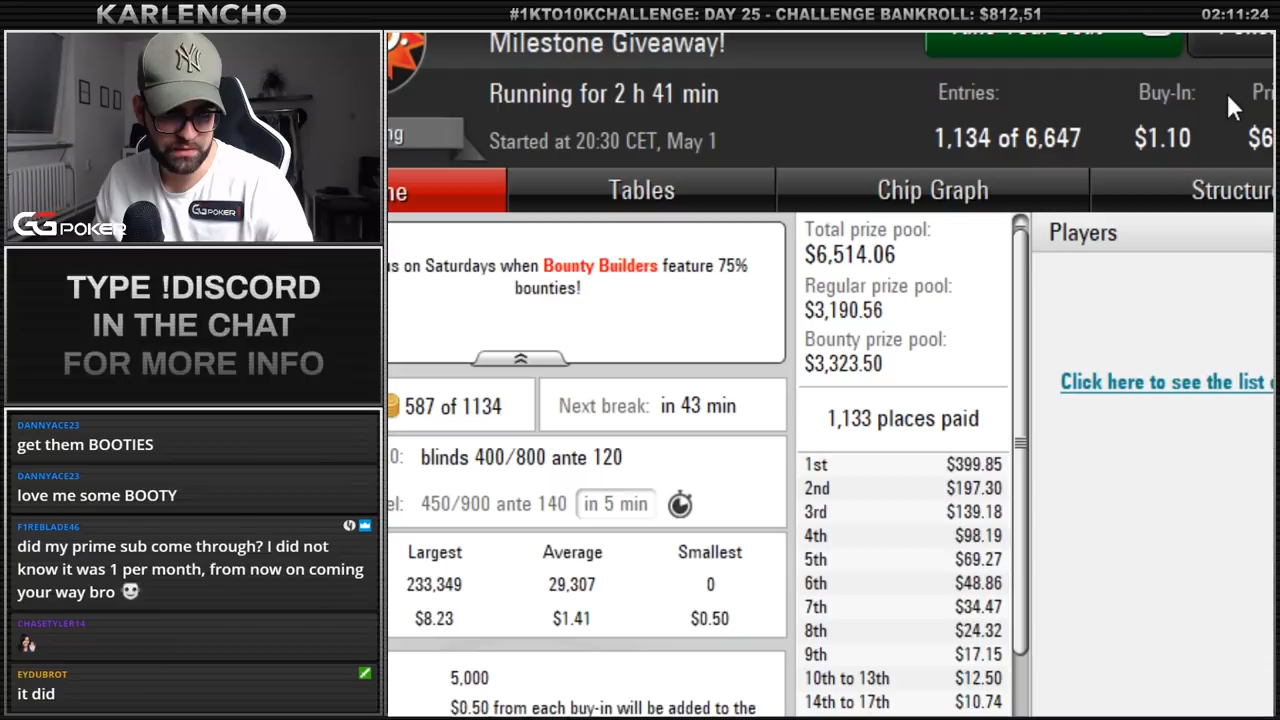 KARLENCHO
#1KTO10KCHALLENGE: DAY 25 - CHALLENGE BANKROLL: $812,51
02:11:24
GG POKER
GGPOKER
TYPE !DISCORD
IN THE CHAT
FOR MORE INFO
DANNYACE23
get them BOOTIES
DANNYACE23
love me some BOOTY
F1REBLADE46
did my prime sub come through? I did not
know it was 1 per month, from now on coming
your way bro
CHASETYLER14
EYDUBROT
it did
Milestone Giveaway!
Running for 2 h 41 min
Started at 20:30 CET, May 1
Entries:
1,134 of 6,647
Buy-In:
$1.10
Pri
$6
ng
ne
Tables
Chip Graph
Structur
us on Saturdays when Bounty Builders feature 75%
bounties!
587 of 1134
Next break: in 43 min
0: blinds 400/800 ante 120
el: 450/900 ante 140 in 5 min
Largest Average Smallest
233,349 29,307 0
$8.23 $1.41 $0.50
5,000
$0.50 from each buy-in will be added to the
Total prize pool:
$6,514.06
Regular prize pool:
$3,190.56
Bounty prize pool:
$3,323.50
1,133 places paid
1st $399.85
2nd $197.30
3rd $139.18
4th $98.19
5th $69.27
6th $48.86
7th $34.47
8th $24.32
9th $17.15
10th to 13th $12.50
14th to 17th $10.74
Players
Click here to see the list